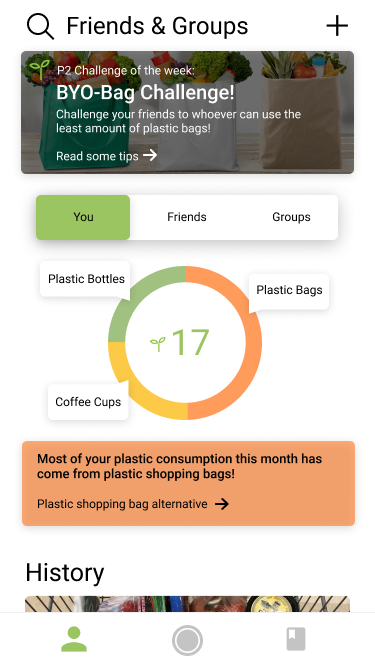 Friends & Groups
P2 Challenge of the week:
BYO-Bag Challenge!
Challenge your friends to whoever can use the
least amount of plastic bags!
Read some tips
You
Friends
Groups
Plastic Bottles
Plastic Bags
17
Coffee Cups
Most of your plastic consumption this month has
come from plastic shopping bags!
Plastic shopping bag alternative
History